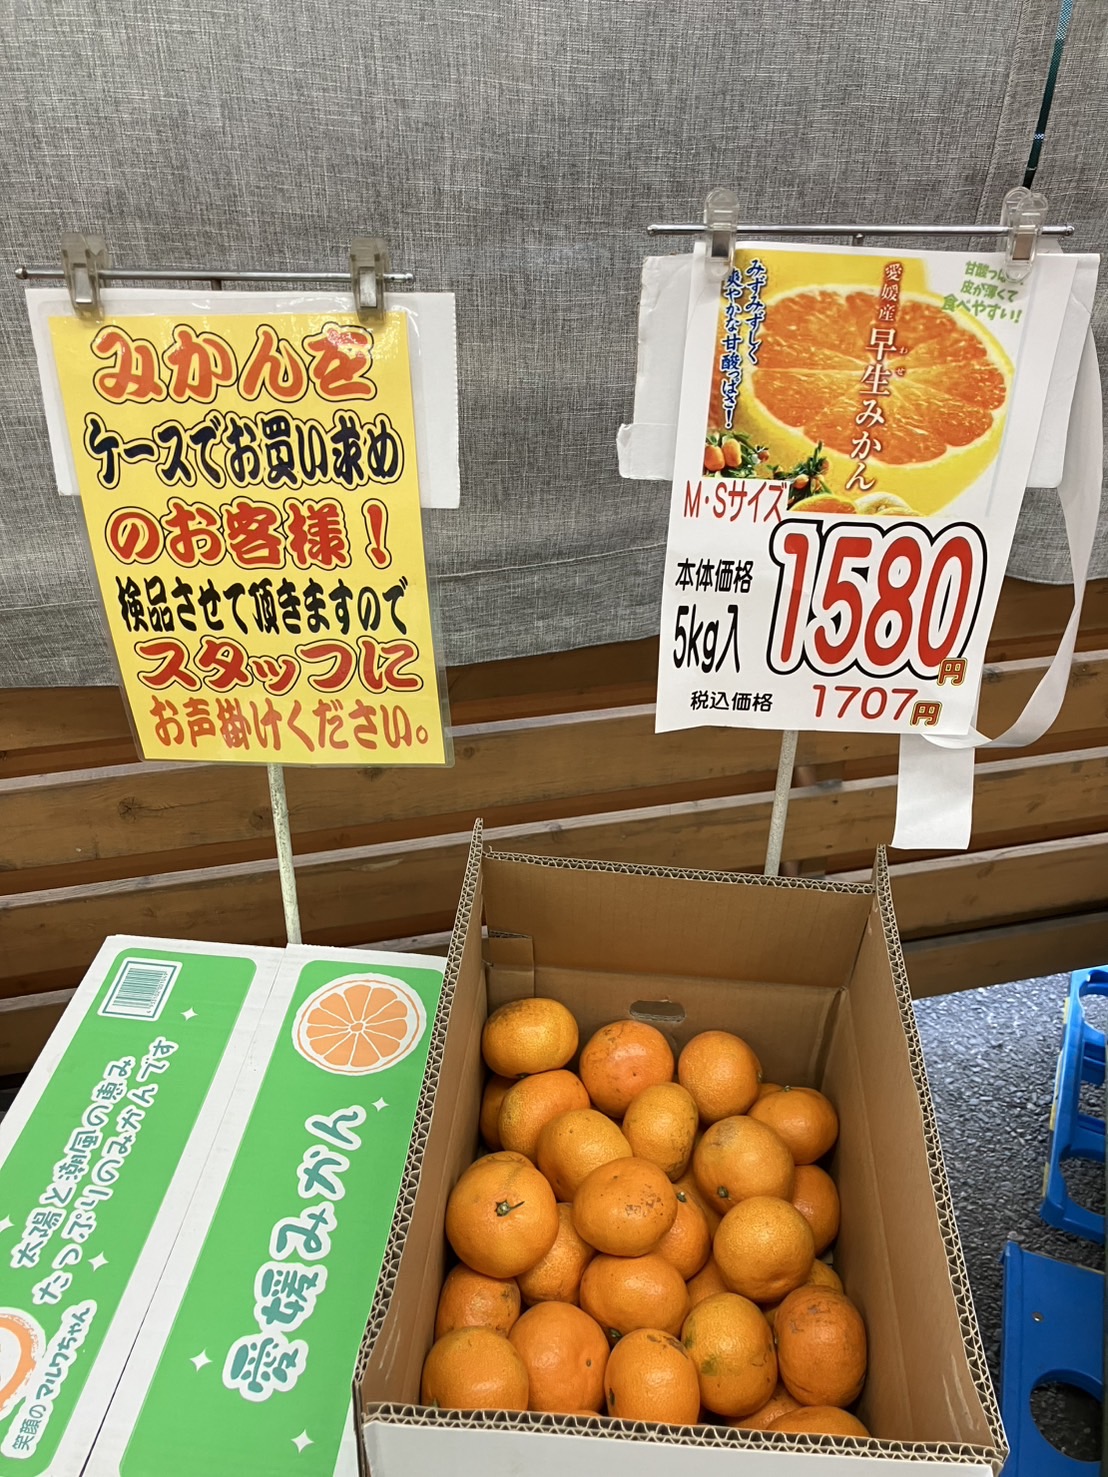 みかんを
ケースでお買い求め
のお客様！
検品させて頂きますので
スタッフに
お声掛けください。
みずみずしく
爽やかな甘酸っぱさ！
愛媛産
早生みかん
わせ
皮が薄くて
食べやすい！
M・Sサイズ
本体価格
5kg入
1580円
税込価格 1707円
太陽と潮風の恵み
たっぷりのみかんです
笑顔のマルワちゃん
愛媛みかん